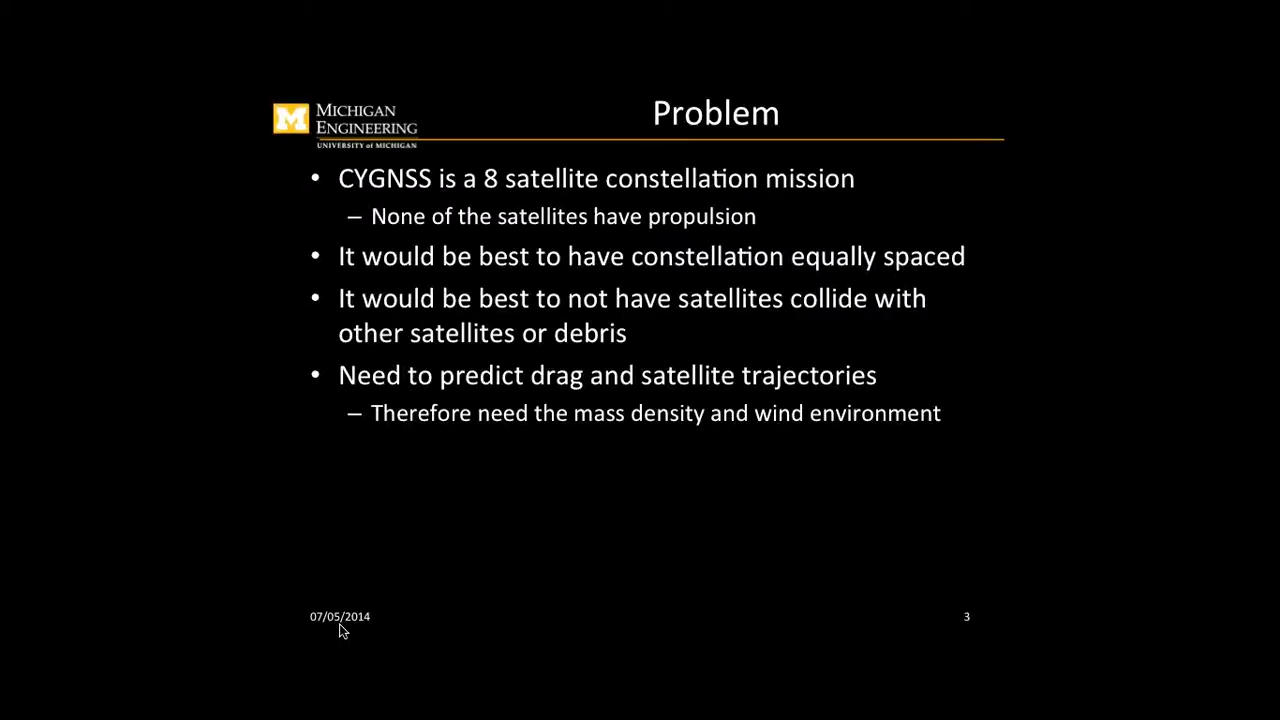 MICHIGAN
ENGINEERING
UNIVERSITY of MICHIGAN
Problem
• CYGNSS is a 8 satellite constellation mission
– None of the satellites have propulsion
• It would be best to have constellation equally spaced
• It would be best to not have satellites collide with
other satellites or debris
• Need to predict drag and satellite trajectories
– Therefore need the mass density and wind environment
07/05/2014
3